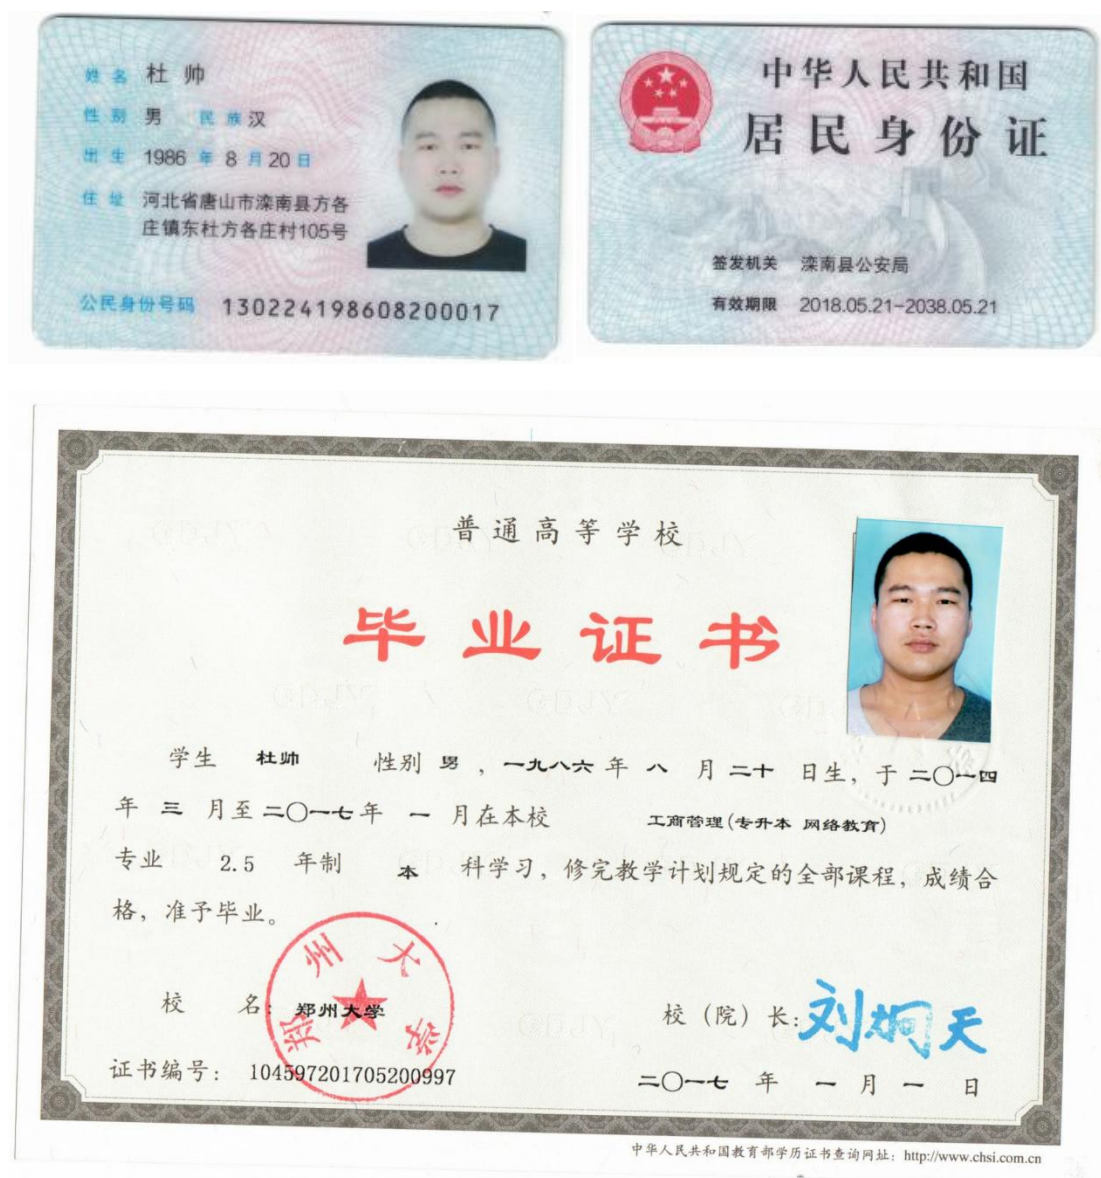 姓名 杜帅
性别 男 民族 汉
出生 1986 年 8 月 20 日
住址 河北省唐山市滦南县方各
庄镇东杜方各庄村105号
公民身份号码 130224198608200017
中华人民共和国
居民身份证
签发机关 滦南县公安局
有效期限 2018.05.21-2038.05.21
普通高等学校
毕业证书
学生 杜帅 性别 男 ，一九八六 年 八 月 二十 日生，于 二〇一四
年 三 月至 二〇一七 年 一 月在本校 工商管理(专升本 网络教育)
专业 2.5 年制 本 科学习，修完教学计划规定的全部课程，成绩合
格，准予毕业。
郑州大学
校 名：郑州大学 校（院）长：刘炯天
证书编号： 104597201705200997 二〇一七 年 一 月 一 日
中华人民共和国教育部学历证书查询网址：http://www.chsi.com.cn